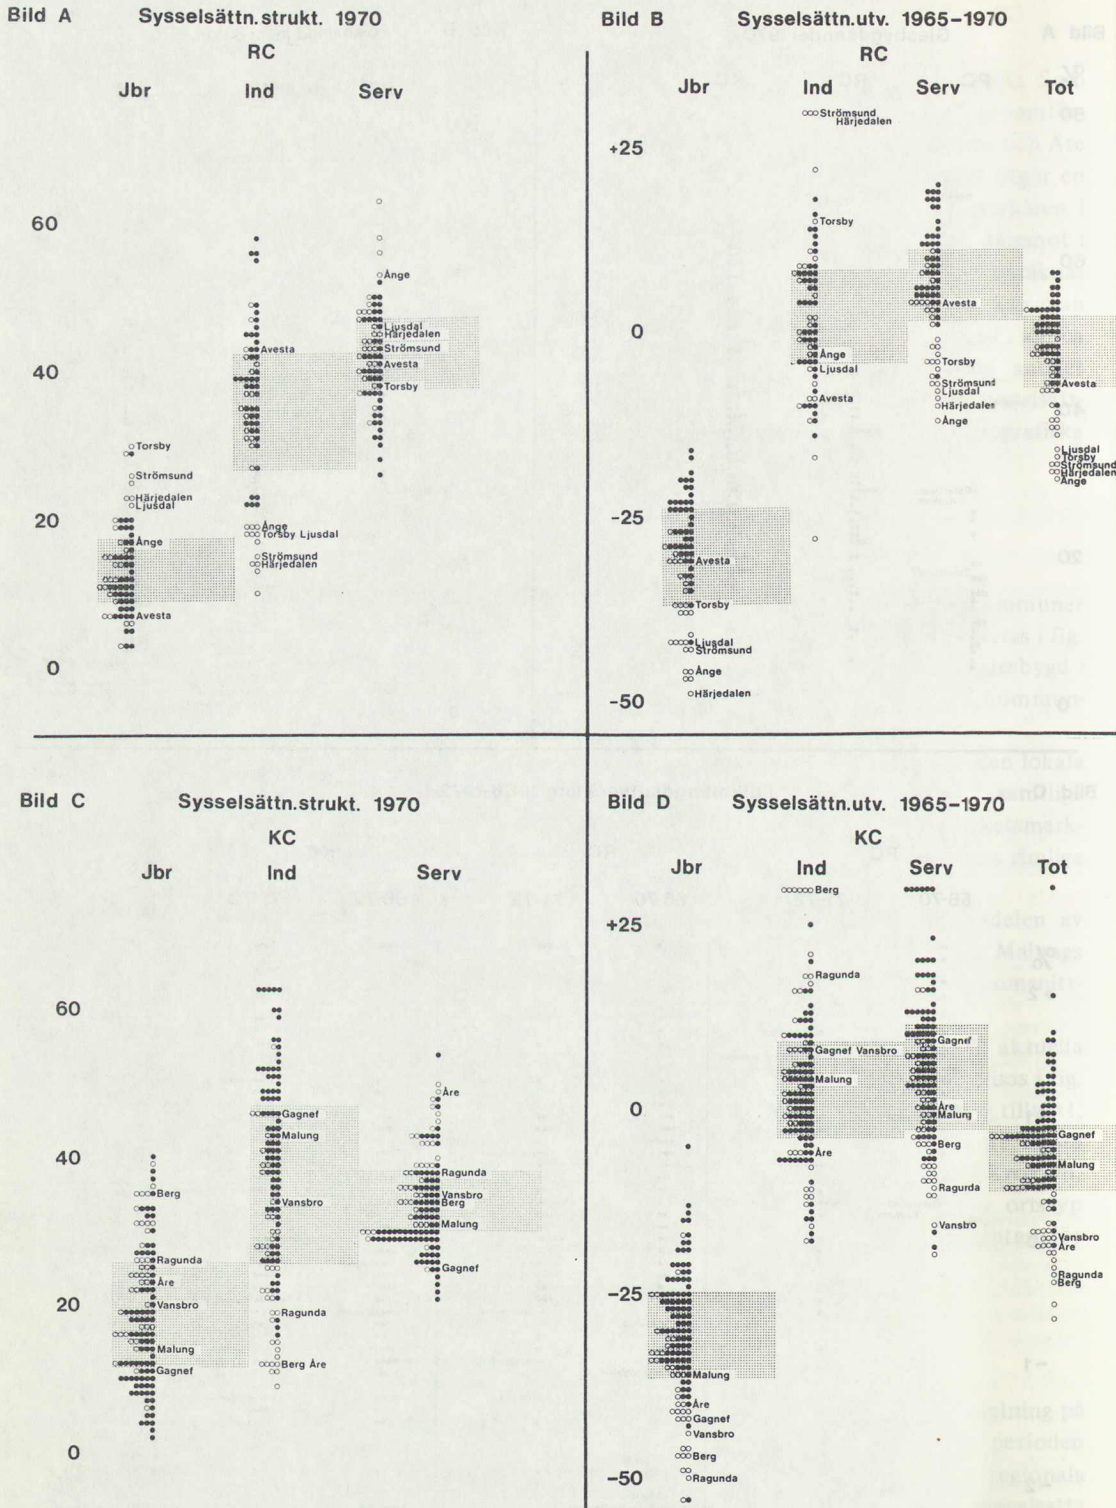 Bild A
Sysselsättn.strukt. 1970
RC
Jbr Ind Serv
60
40
20
0
Ånge
Ljusdal
Härjedalen
Avesta
Strömsund
Avesta
Torsby
Torsby
Strömsund
Härjedalen
Ljusdal
Ånge
Ånge
Torsby Ljusdal
Strömsund
Härjedalen
Avesta
Bild B
Sysselsättn.utv. 1965-1970
RC
Jbr Ind Serv Tot
+25
0
-25
-50
Strömsund
Härjedalen
Torsby
Avesta
Ånge
Ljusdal
Torsby
Avesta
Strömsund
Ljusdal
Avesta
Härjedalen
Ånge
Ljusdal
Torsby
Strömsund
Härjedalen
Ånge
Avesta
Torsby
Ljusdal
Strömsund
Ånge
Härjedalen
Bild C
Sysselsättn.strukt. 1970
KC
Jbr Ind Serv
60
40
20
0
Åre
Gagnef
Malung
Berg
Ragunda
Vansbro
Vansbro
Berg
Malung
Ragunda
Gagnef
Åre
Vansbro
Ragunda
Malung
Berg Åre
Gagnef
Bild D
Sysselsättn.utv. 1965-1970
KC
Jbr Ind Serv Tot
+25
0
-25
-50
Berg
Ragunda
Gagnef
Gagnef Vansbro
Malung
Åre
Malung
Gagnef
Åre
Berg
Malung
Ragurda
Vansbro
Vansbro
Åre
Ragunda
Berg
Malung
Åre
Gagnef
Vansbro
Berg
Ragunda